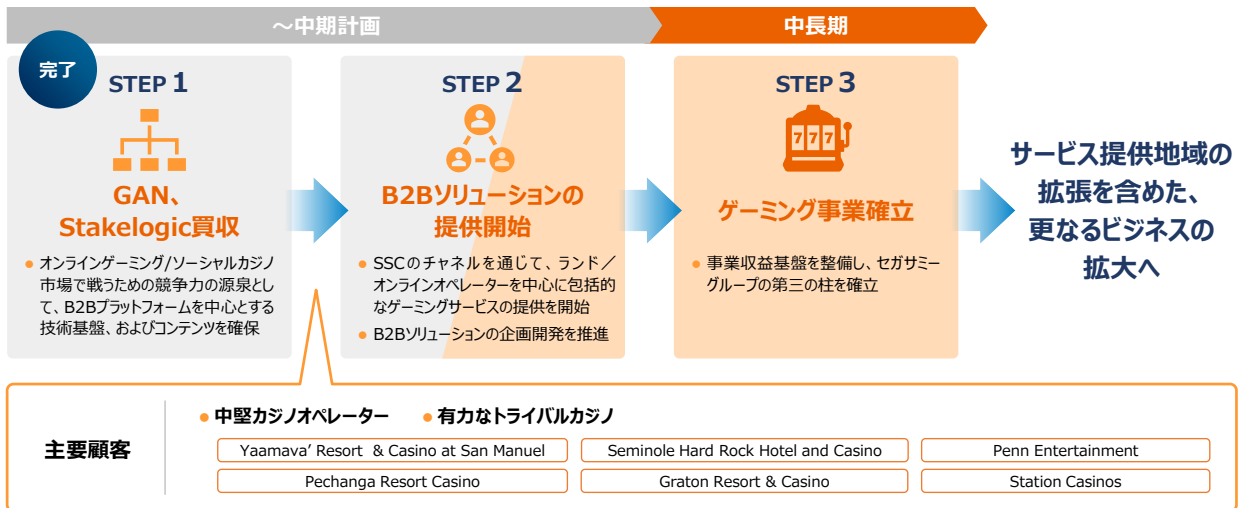 ～中期計画
中長期
完了
STEP 1
GAN、
Stakelogic買収
● オンラインゲーミング/ソーシャルカジノ
市場で戦うための競争力の源泉とし
て、B2Bプラットフォームを中心とする
技術基盤、およびコンテンツを確保
STEP 2
B2Bソリューションの
提供開始
● SSCのチャネルを通じて、ランド／
オンラインオペレーターを中心に包括的
なゲーミングサービスの提供を開始
● B2Bソリューションの企画開発を推進
STEP 3
777
ゲーミング事業確立
● 事業収益基盤を整備し、セガサミー
グループの第三の柱を確立
サービス提供地域の
拡張を含めた、
更なるビジネスの
拡大へ
主要顧客
● 中堅カジノオペレーター ● 有力なトライバルカジノ
Yaamava’ Resort & Casino at San Manuel
Seminole Hard Rock Hotel and Casino
Penn Entertainment
Pechanga Resort Casino
Graton Resort & Casino
Station Casinos